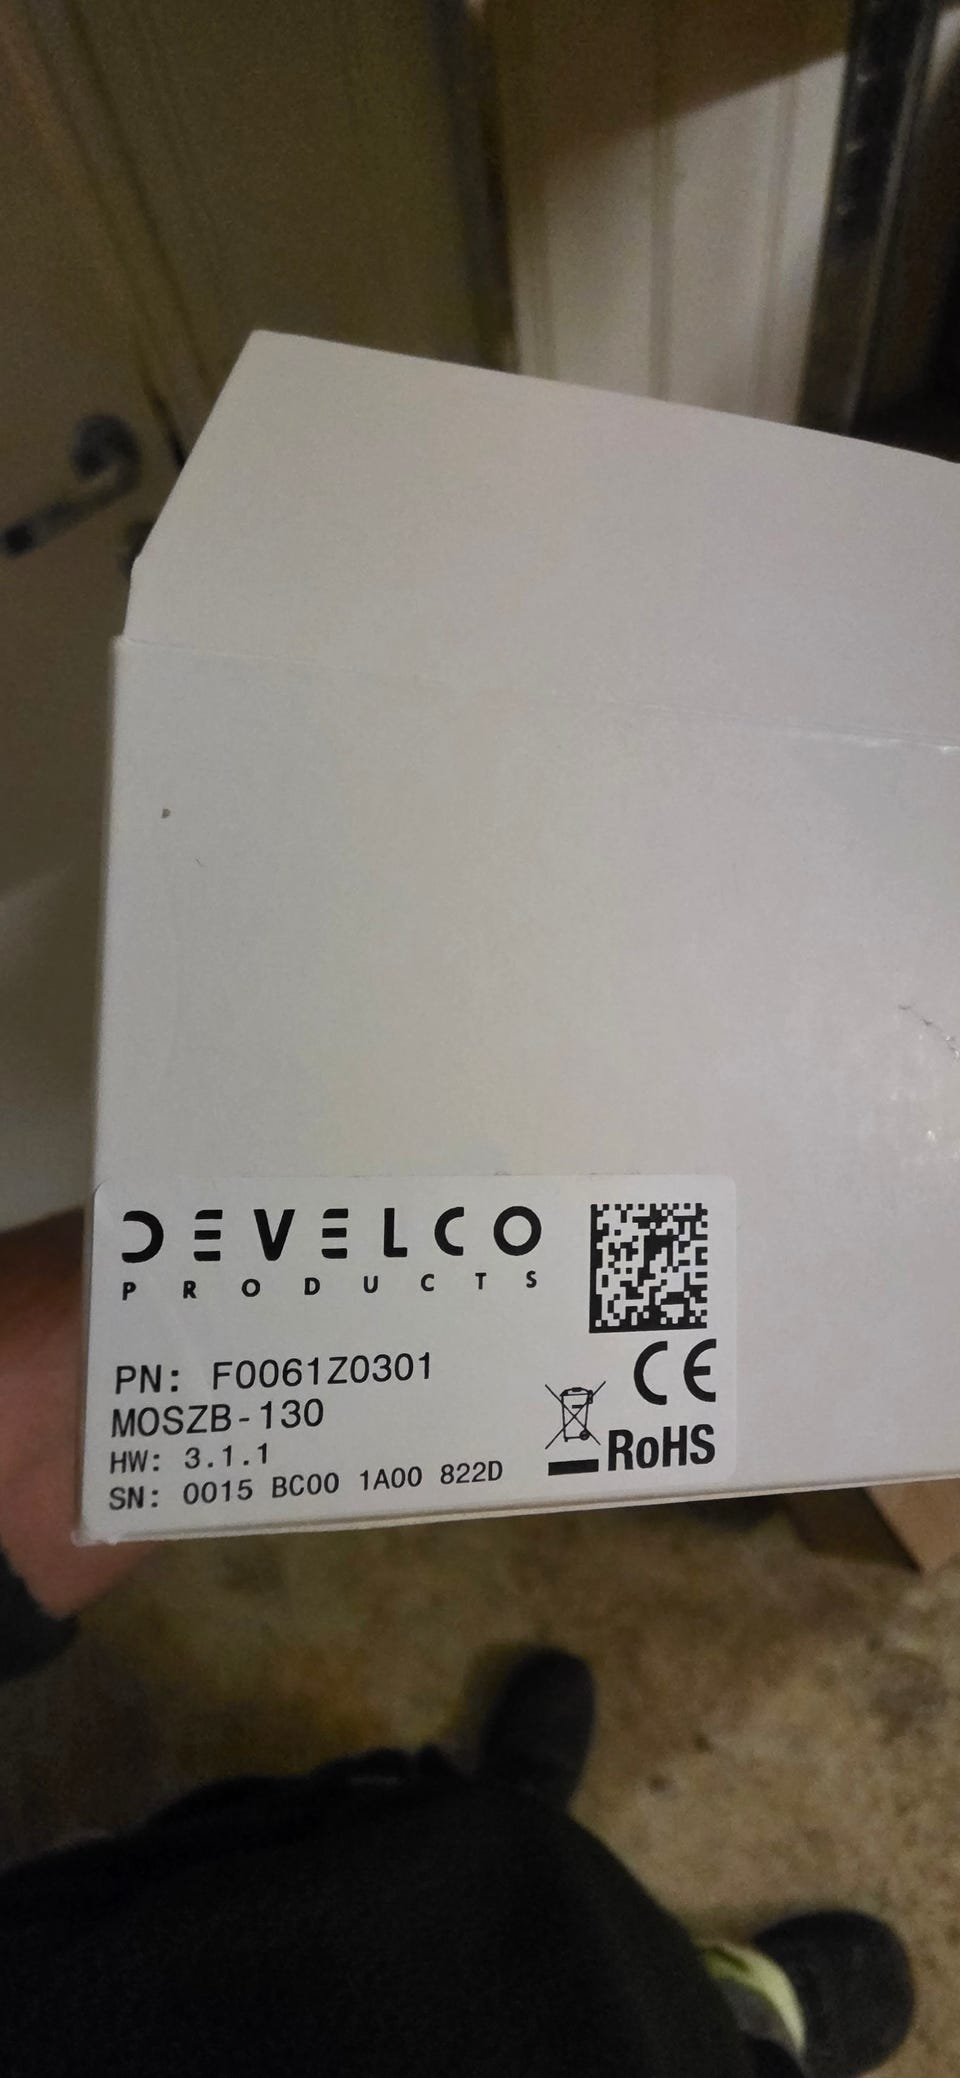 DEVELCO
PRODUCTS
PN: F0061Z0301
MOSZB-130
HW: 3.1.1
SN: 0015 BC00 1A00 822D
CE
RoHS